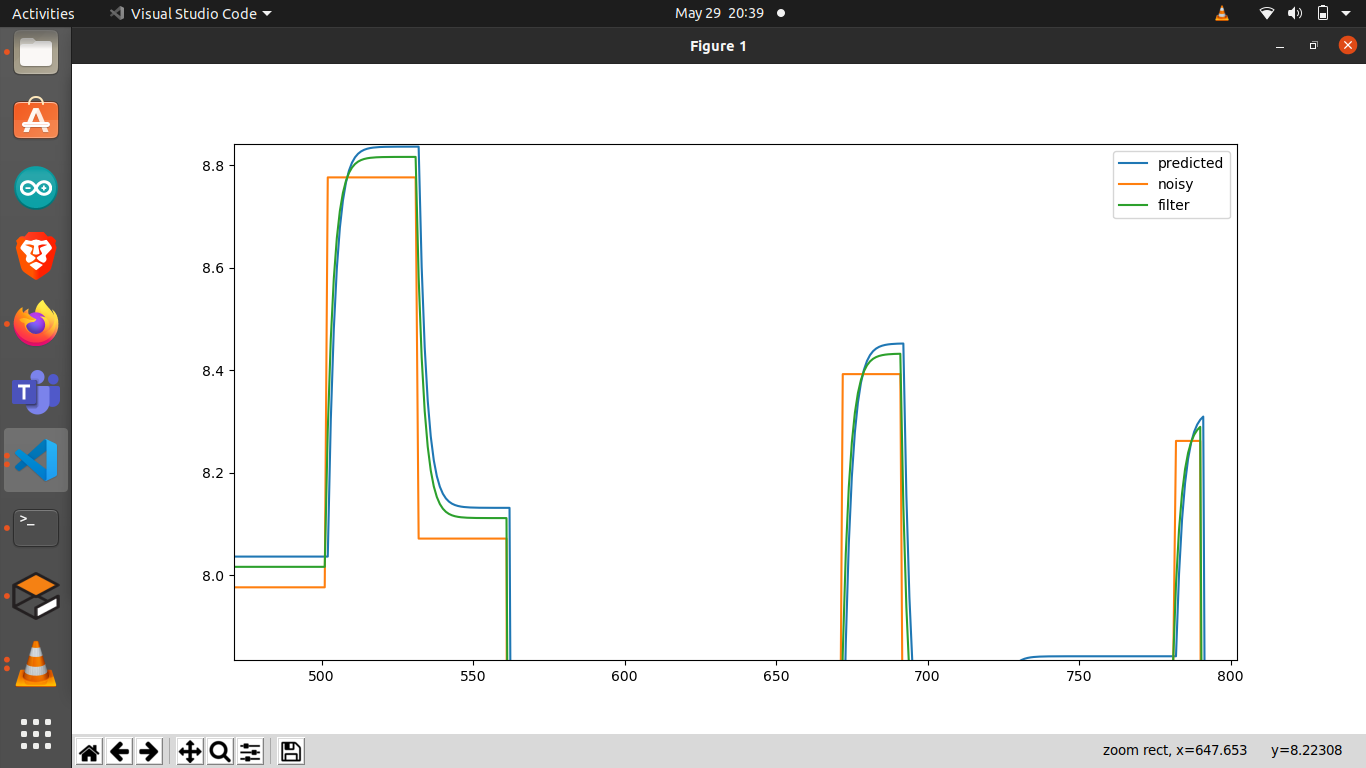 Activities Visual Studio Code May 29 20:39
Figure 1
8.8
8.6
8.4
8.2
8.0
500 550 600 650 700 750 800
predicted
noisy
filter
A
T
>_
zoom rect, x=647.653 y=8.22308